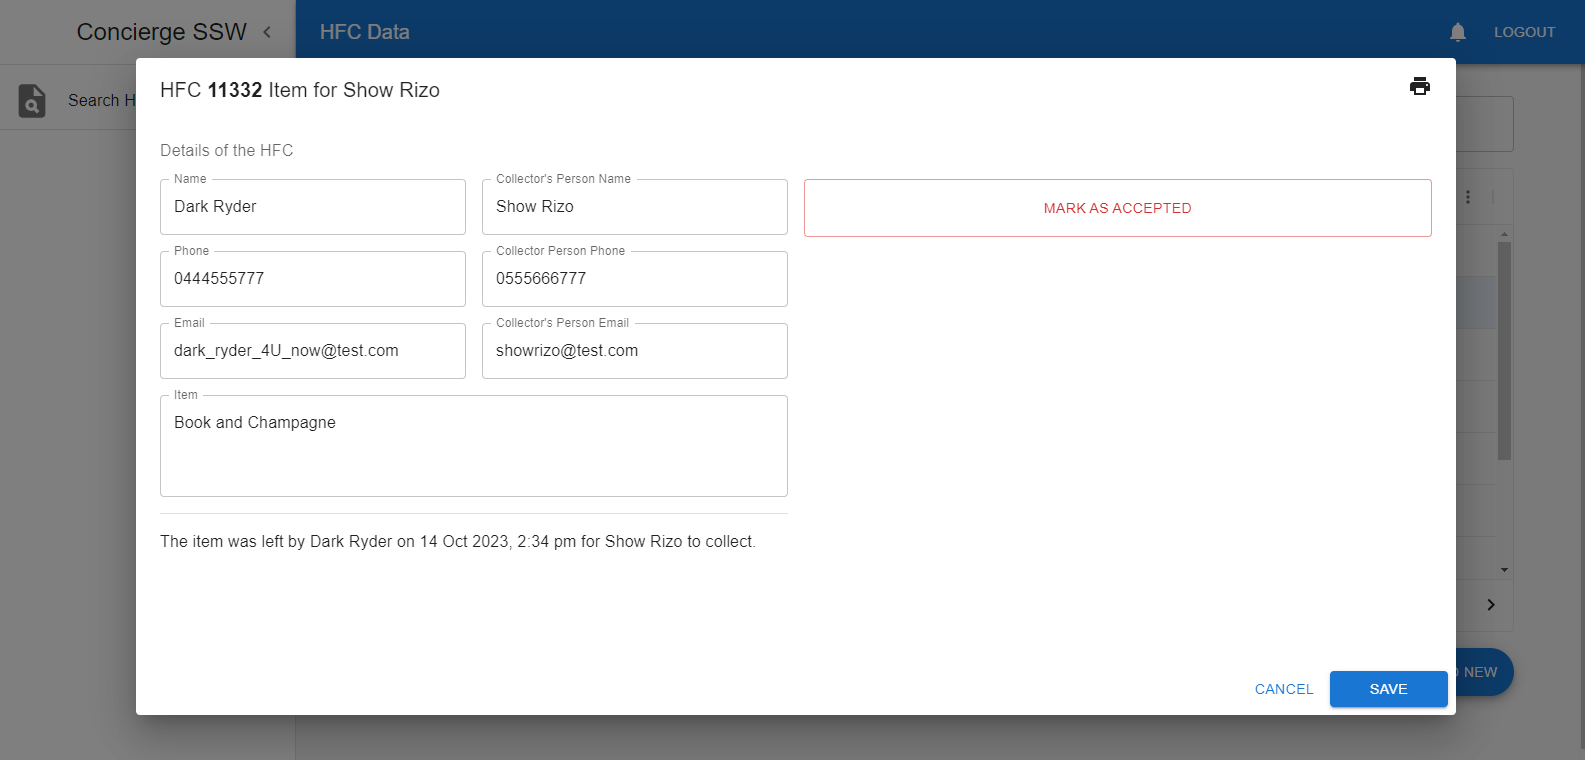 Concierge SSW
HFC Data
LOGOUT
Search H
HFC 11332 Item for Show Rizo
Details of the HFC
Name
Dark Ryder
Collector's Person Name
Show Rizo
MARK AS ACCEPTED
Phone
0444555777
Collector Person Phone
0555666777
Email
dark_ryder_4U_now@test.com
Collector's Person Email
showrizo@test.com
Item
Book and Champagne
The item was left by Dark Ryder on 14 Oct 2023, 2:34 pm for Show Rizo to collect.
NEW
CANCEL
SAVE